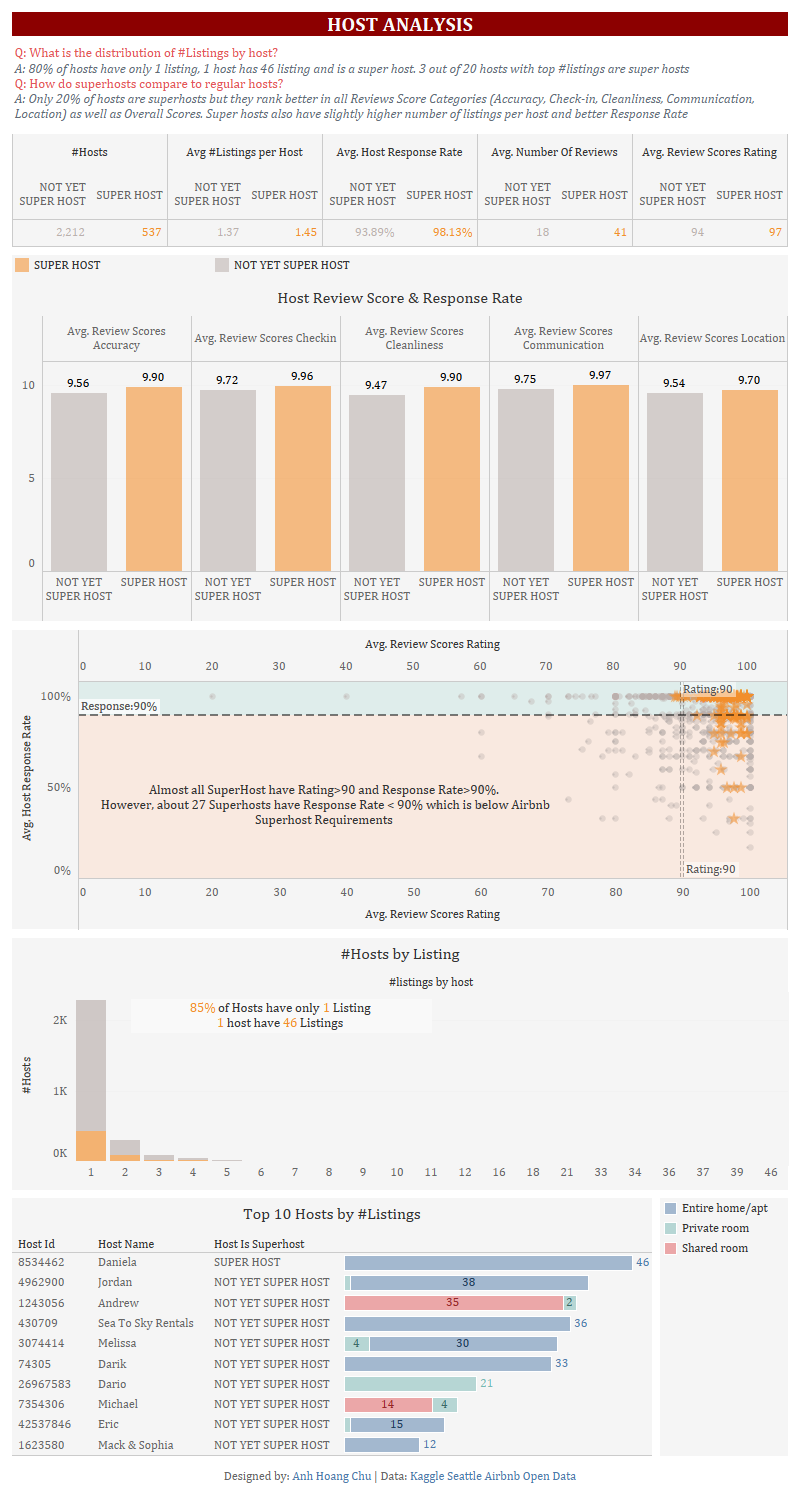 HOST ANALYSIS
Q: What is the distribution of #Listings by host?
A: 80% of hosts have only 1 listing, 1 host has 46 listing and is a super host. 3 out of 20 hosts with top #listings are super hosts
Q: How do superhosts compare to regular hosts?
A: Only 20% of hosts are superhosts but they rank better in all Reviews Score Categories (Accuracy, Check-in, Cleanliness, Communication,
Location) as well as Overall Scores. Super hosts also have slightly higher number of listings per host and better Response Rate
#Hosts Avg #Listings per Host Avg. Host Response Rate Avg. Number Of Reviews Avg. Review Scores Rating
NOT YET SUPER HOST SUPER HOST NOT YET SUPER HOST SUPER HOST NOT YET SUPER HOST SUPER HOST NOT YET SUPER HOST SUPER HOST NOT YET SUPER HOST SUPER HOST
2,212 537 1.37 1.45 93.89% 98.13% 18 41 94 97
SUPER HOST NOT YET SUPER HOST
Host Review Score & Response Rate
Avg. Review Scores Accuracy Avg. Review Scores Checkin Avg. Review Scores Cleanliness Avg. Review Scores Communication Avg. Review Scores Location
9.56 9.90 9.72 9.96 9.47 9.90 9.75 9.97 9.54 9.70
10
5
0
NOT YET SUPER HOST SUPER HOST NOT YET SUPER HOST SUPER HOST NOT YET SUPER HOST SUPER HOST NOT YET SUPER HOST SUPER HOST NOT YET SUPER HOST SUPER HOST
Avg. Review Scores Rating
0 10 20 30 40 50 60 70 80 90 100
Rating:90
100%
Response:90%
Avg. Host Response Rate
50%
Almost all SuperHost have Rating>90 and Response Rate>90%.
However, about 27 Superhosts have Response Rate < 90% which is below Airbnb
Superhost Requirements
0%
Rating:90
0 10 20 30 40 50 60 70 80 90 100
Avg. Review Scores Rating
#Hosts by Listing
#listings by host
85% of Hosts have only 1 Listing
1 host have 46 Listings
#Hosts
2K
1K
0K
1 2 3 4 5 6 7 8 9 10 11 12 16 18 21 33 34 36 37 39 46
Top 10 Hosts by #Listings
Entire home/apt
Private room
Shared room
Host Id Host Name Host Is Superhost
8534462 Daniela SUPER HOST 46
4962900 Jordan NOT YET SUPER HOST 38
1243056 Andrew NOT YET SUPER HOST 35 2
430709 Sea To Sky Rentals NOT YET SUPER HOST 36
3074414 Melissa NOT YET SUPER HOST 4 30
74305 Darik NOT YET SUPER HOST 33
26967583 Dario NOT YET SUPER HOST 21
7354306 Michael NOT YET SUPER HOST 14 4
42537846 Eric NOT YET SUPER HOST 15
1623580 Mack & Sophia NOT YET SUPER HOST 12
Designed by: Anh Hoang Chu | Data: Kaggle Seattle Airbnb Open Data